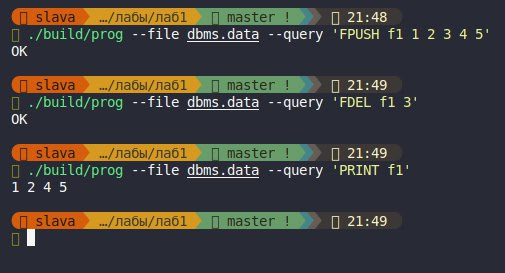 slava …/лабы/лаб1 master ! 21:48
./build/prog --file dbms.data --query 'FPUSH f1 1 2 3 4 5'
OK
slava …/лабы/лаб1 master ! 21:49
./build/prog --file dbms.data --query 'FDEL f1 3'
OK
slava …/лабы/лаб1 master ! 21:49
./build/prog --file dbms.data --query 'PRINT f1'
1 2 4 5
slava …/лабы/лаб1 master ! 21:49